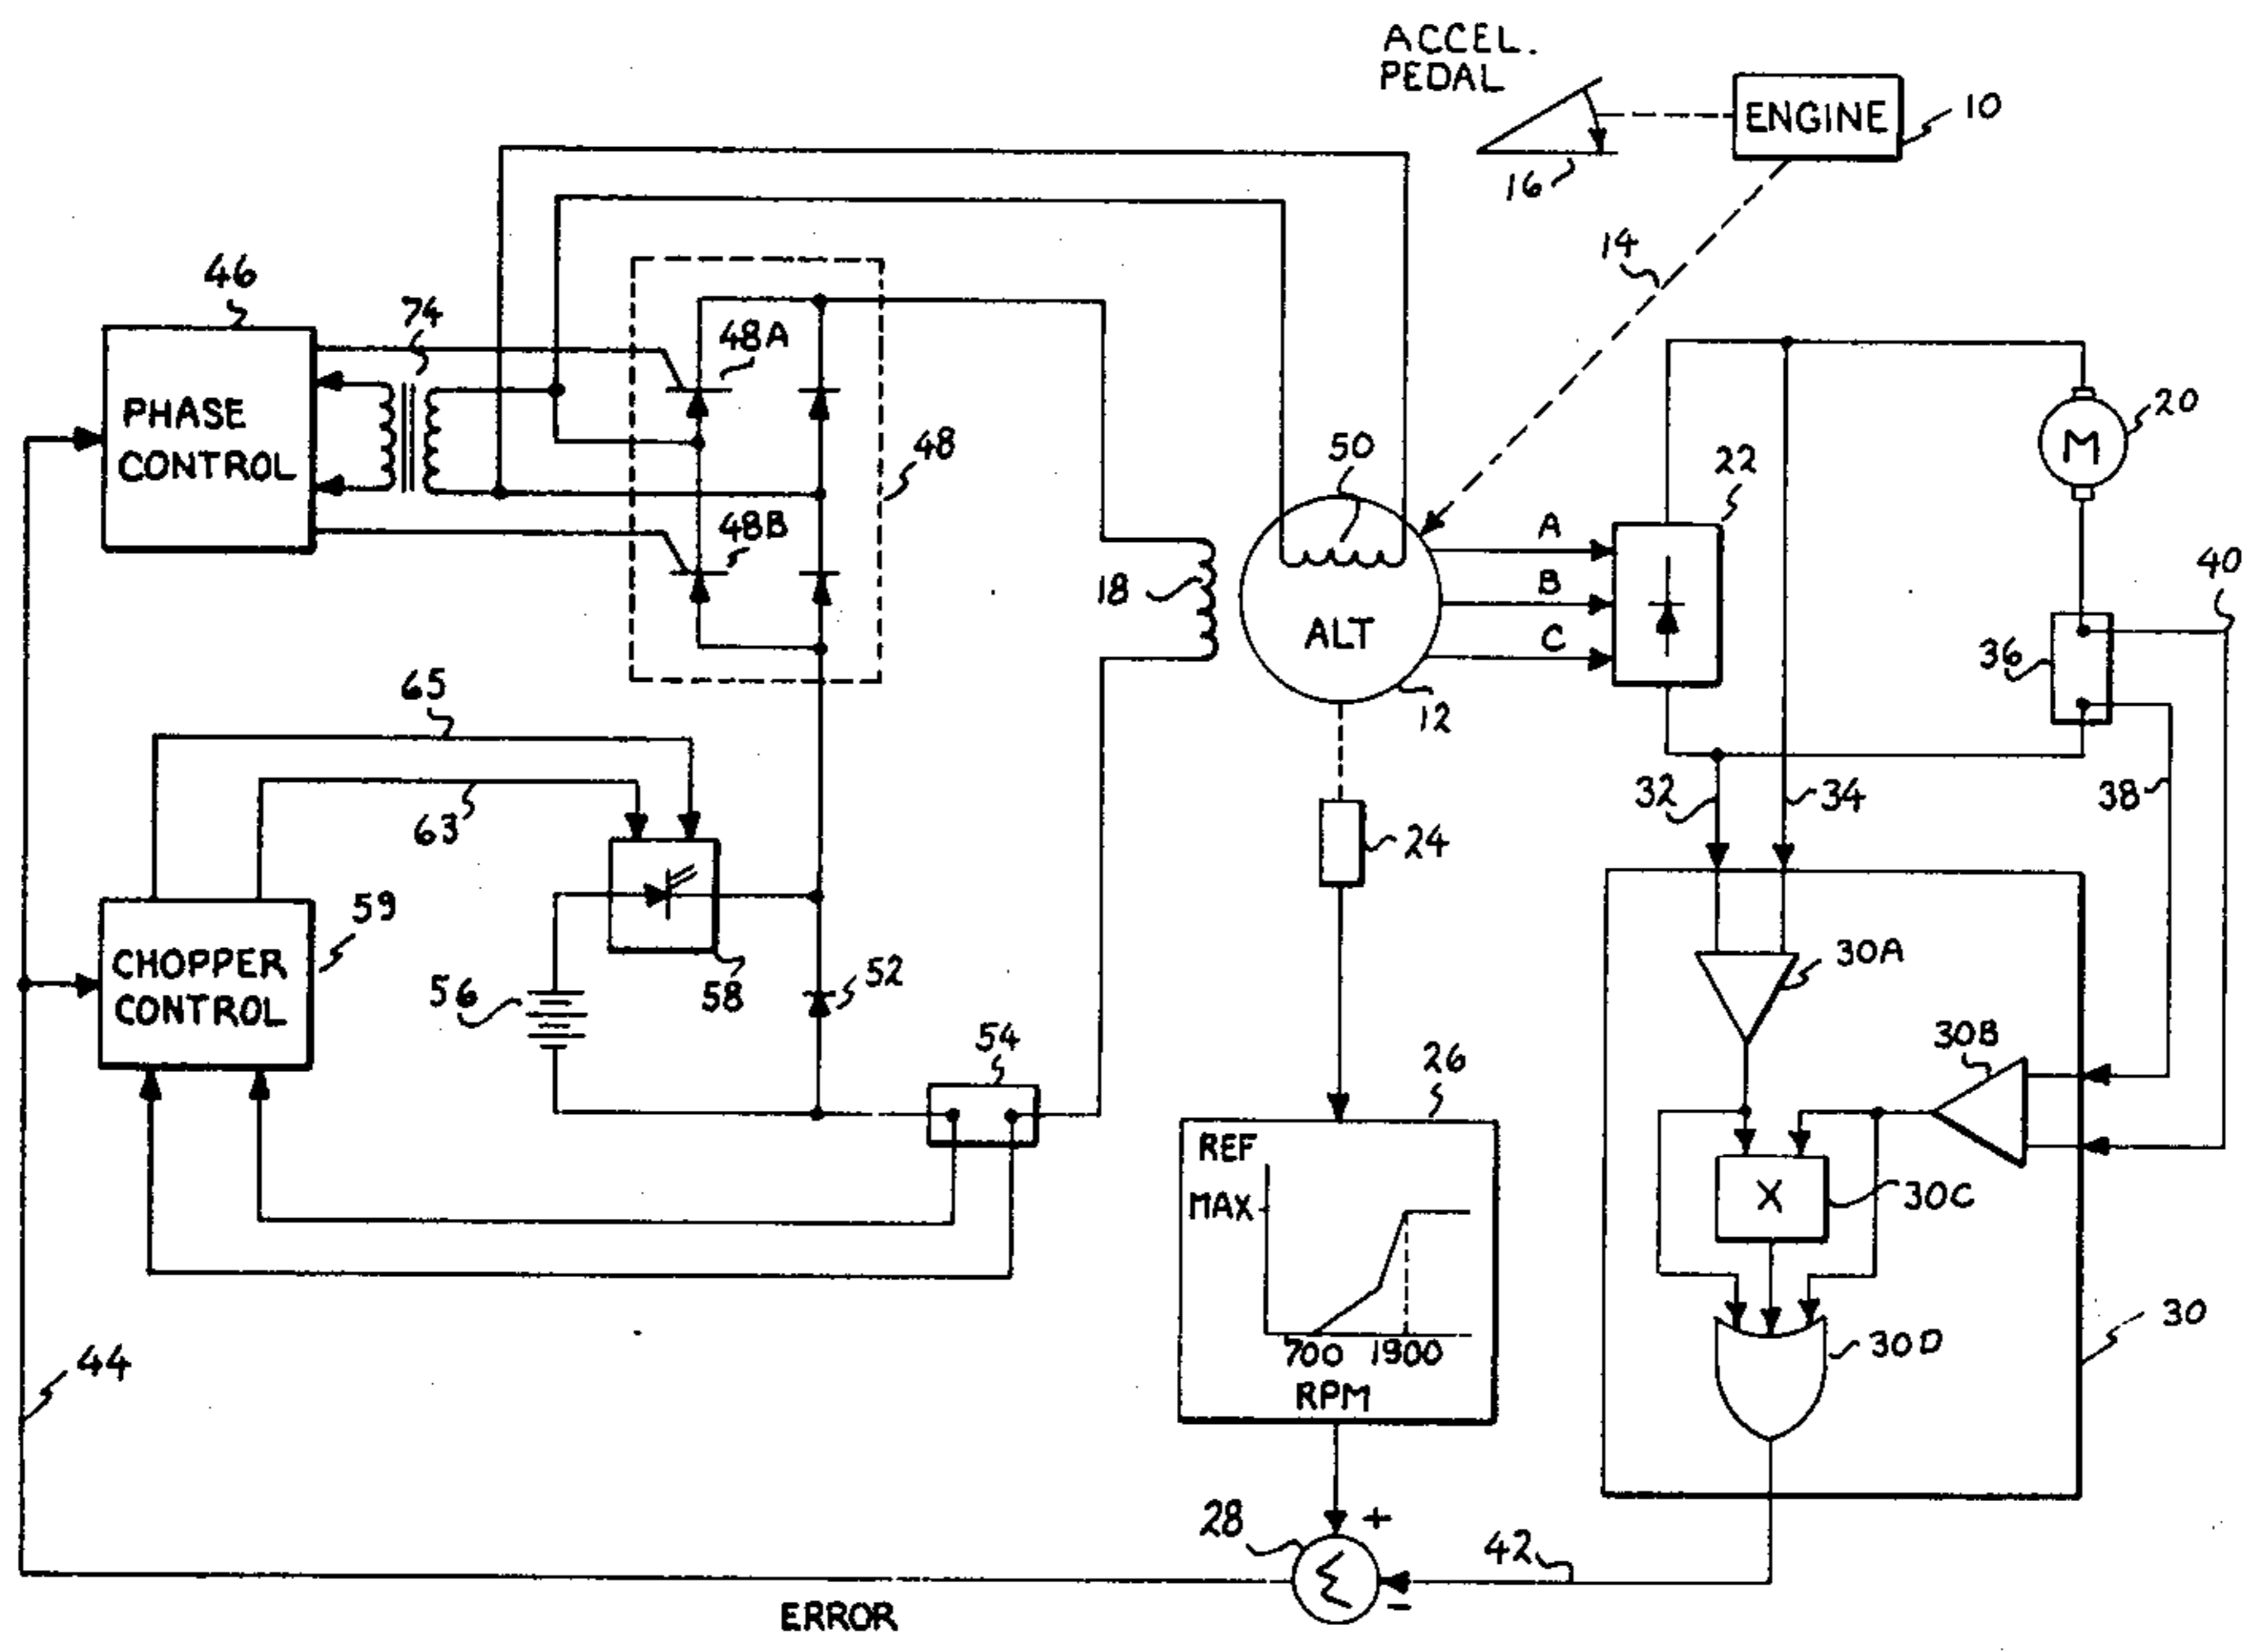 ACCEL.
PEDAL
ENGINE
10
16
14
46
74
48A
48
PHASE
CONTROL
48B
50
ALT
18
12
A
B
C
22
M
20
36
40
38
32
34
65
63
24
CHOPPER
CONTROL
59
56
58
52
54
26
REF
MAX
700
1900
RPM
30A
30B
X
30C
30D
30
44
28
+
-
Σ
42
ERROR